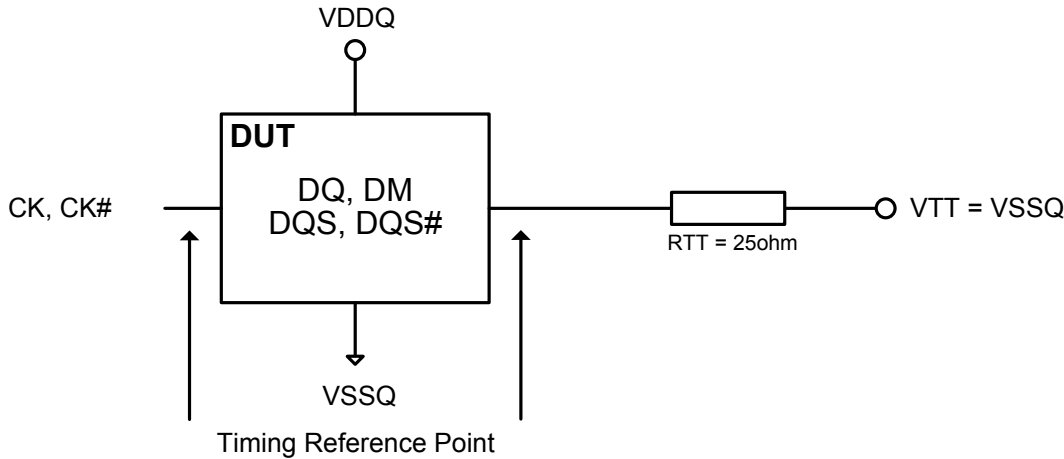 VDDQ
DUT
DQ, DM
DQS, DQS#
CK, CK#
VTT = VSSQ
RTT = 25ohm
VSSQ
Timing Reference Point